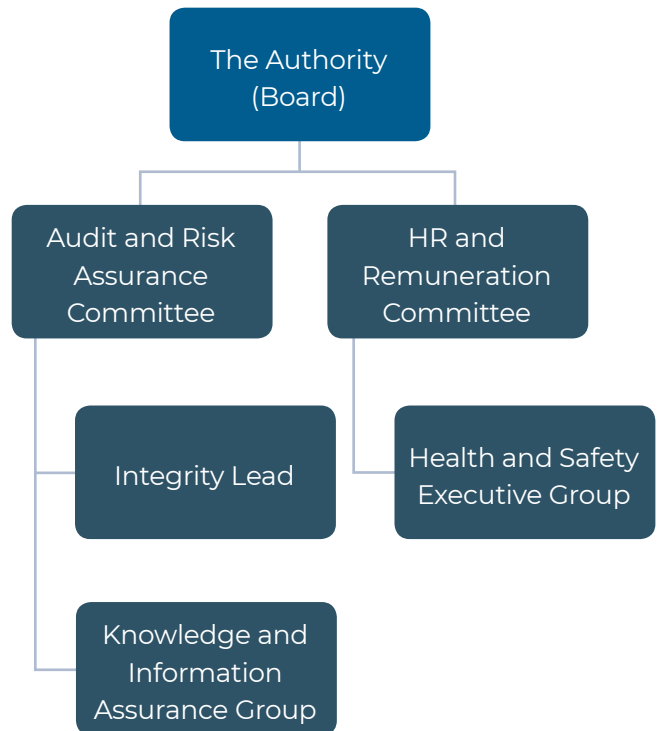 The Authority
(Board)
Audit and Risk
Assurance
Committee
HR and
Remuneration
Committee
Integrity Lead
Health and Safety
Executive Group
Knowledge and
Information
Assurance Group